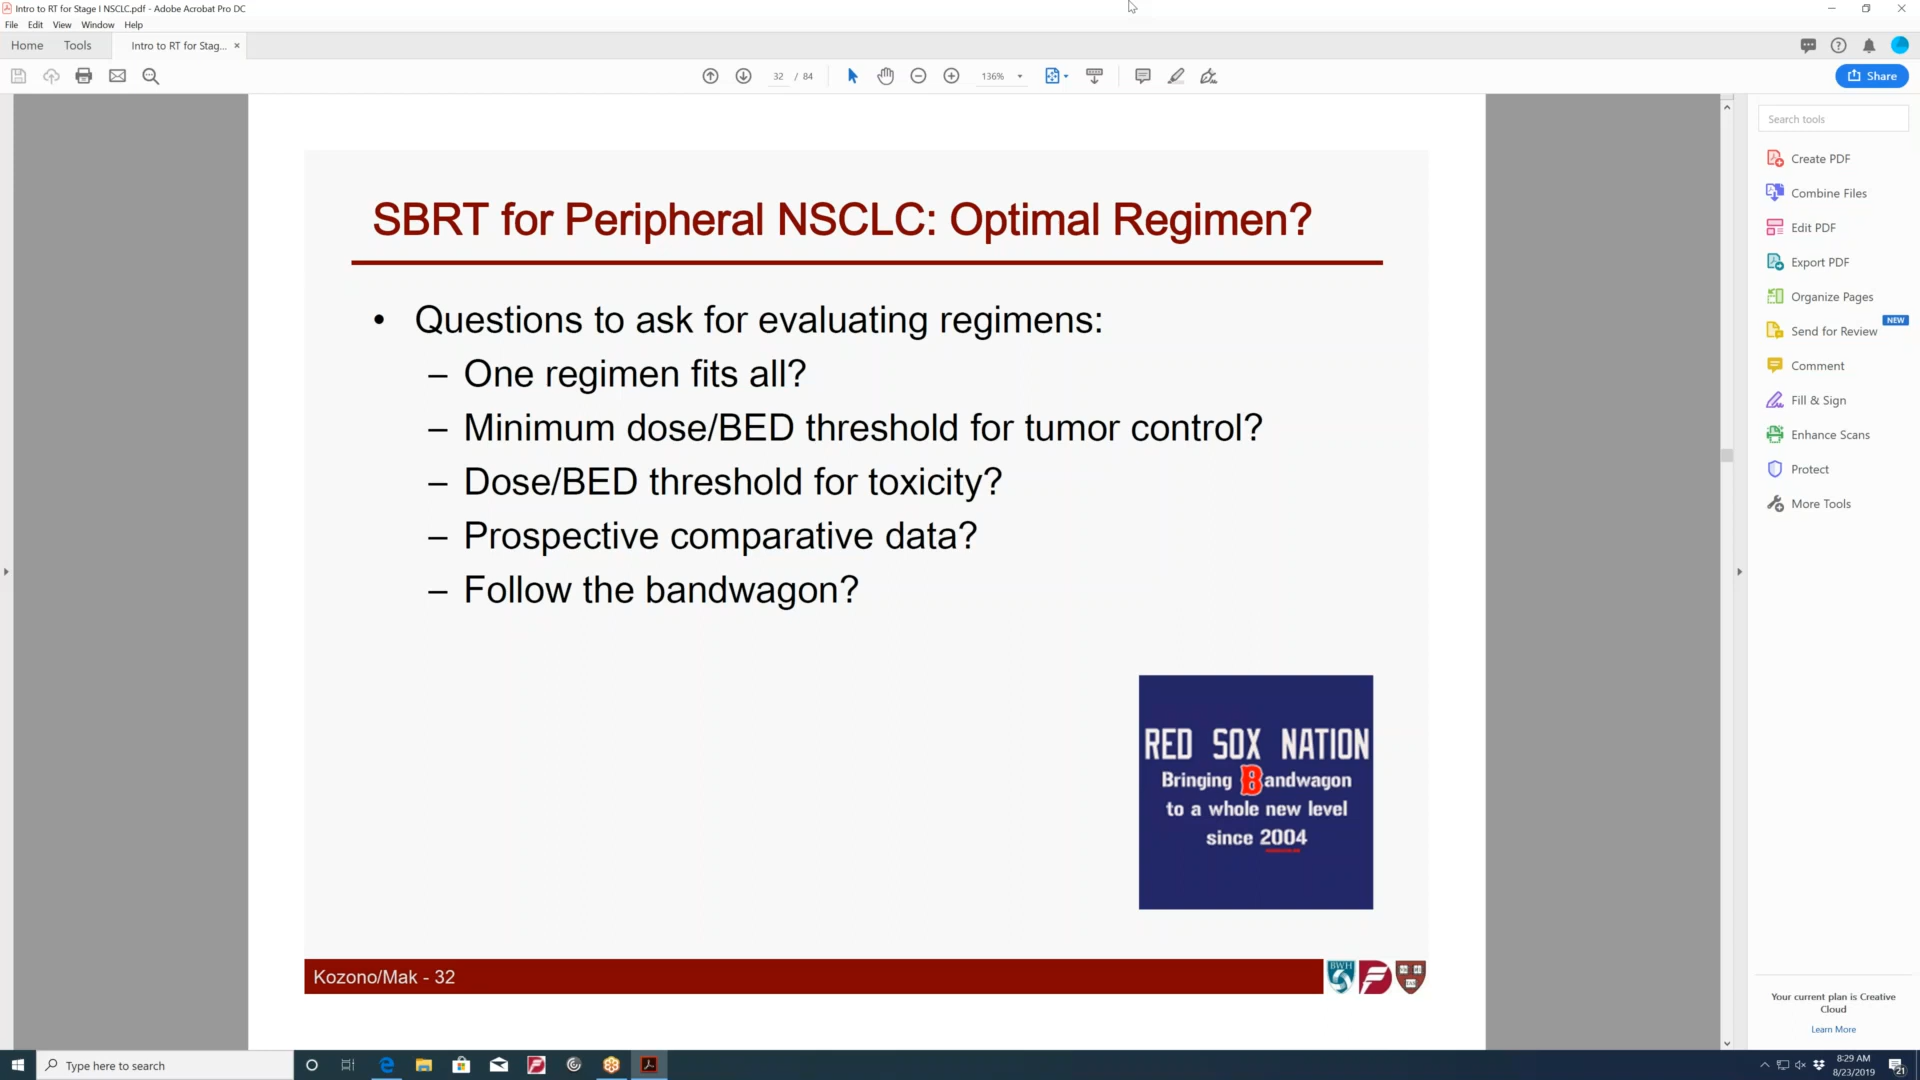 Intro to RT for Stage I NSCLC.pdf - Adobe Acrobat Pro DC
File Edit View Window Help
Home Tools Intro to RT for Stag... ×
32 / 84 136%
Share
SBRT for Peripheral NSCLC: Optimal Regimen?
• Questions to ask for evaluating regimens:
– One regimen fits all?
– Minimum dose/BED threshold for tumor control?
– Dose/BED threshold for toxicity?
– Prospective comparative data?
– Follow the bandwagon?
RED SOX NATION
Bringing Bandwagon
to a whole new level
since 2004
Kozono/Mak - 32
BWH
Search tools
Create PDF
Combine Files
Edit PDF
Export PDF
Organize Pages
Send for Review NEW
Comment
Fill & Sign
Enhance Scans
Protect
More Tools
Your current plan is Creative
Cloud
Learn More
Type here to search
8:29 AM
8/23/2019
21